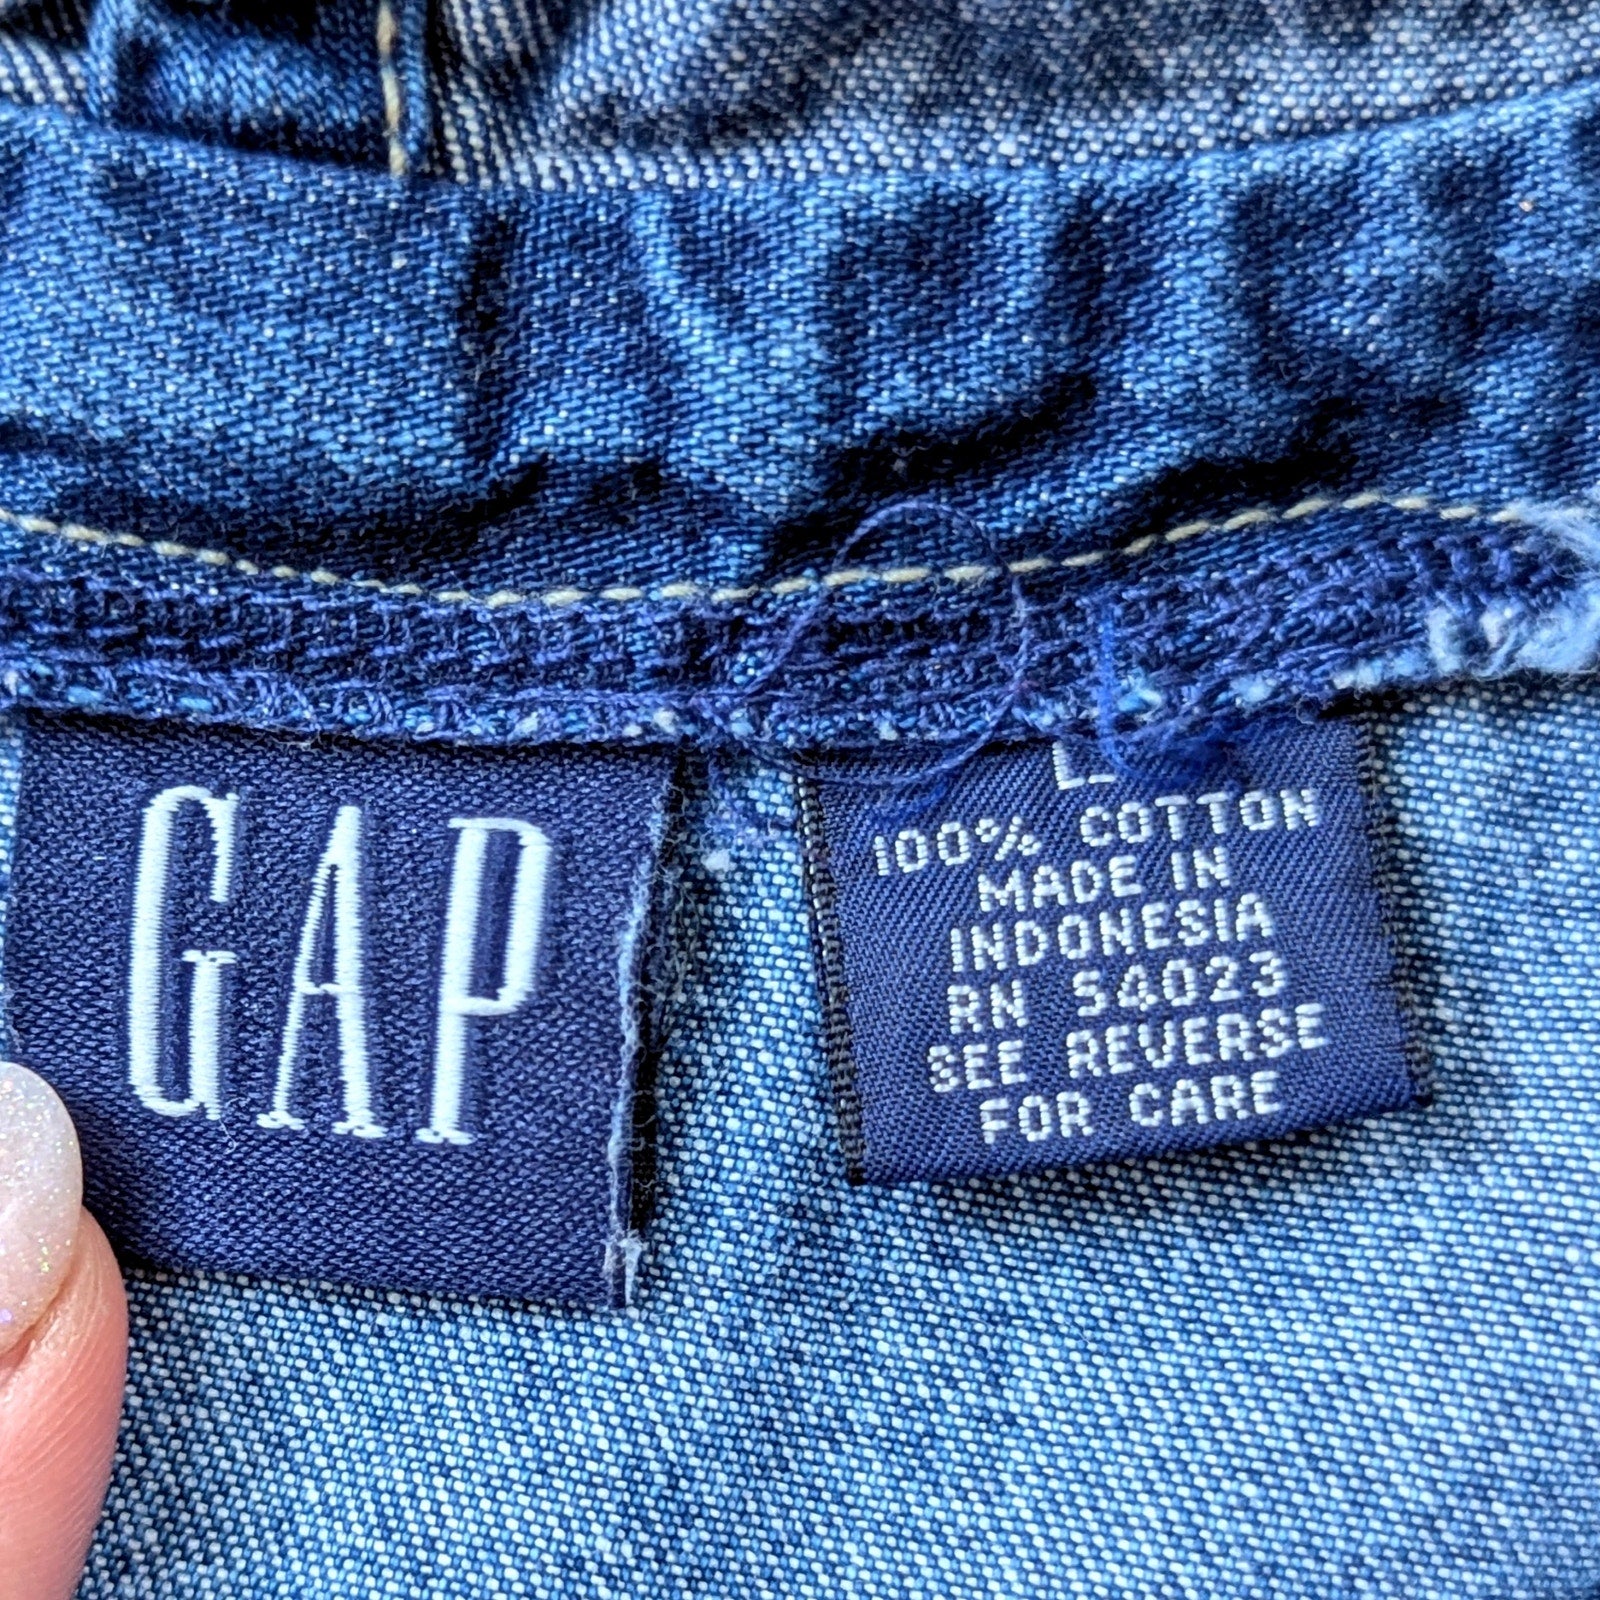 GAP
L
100% COTTON
MADE IN
INDONESIA
RN 54023
SEE REVERSE
FOR CARE